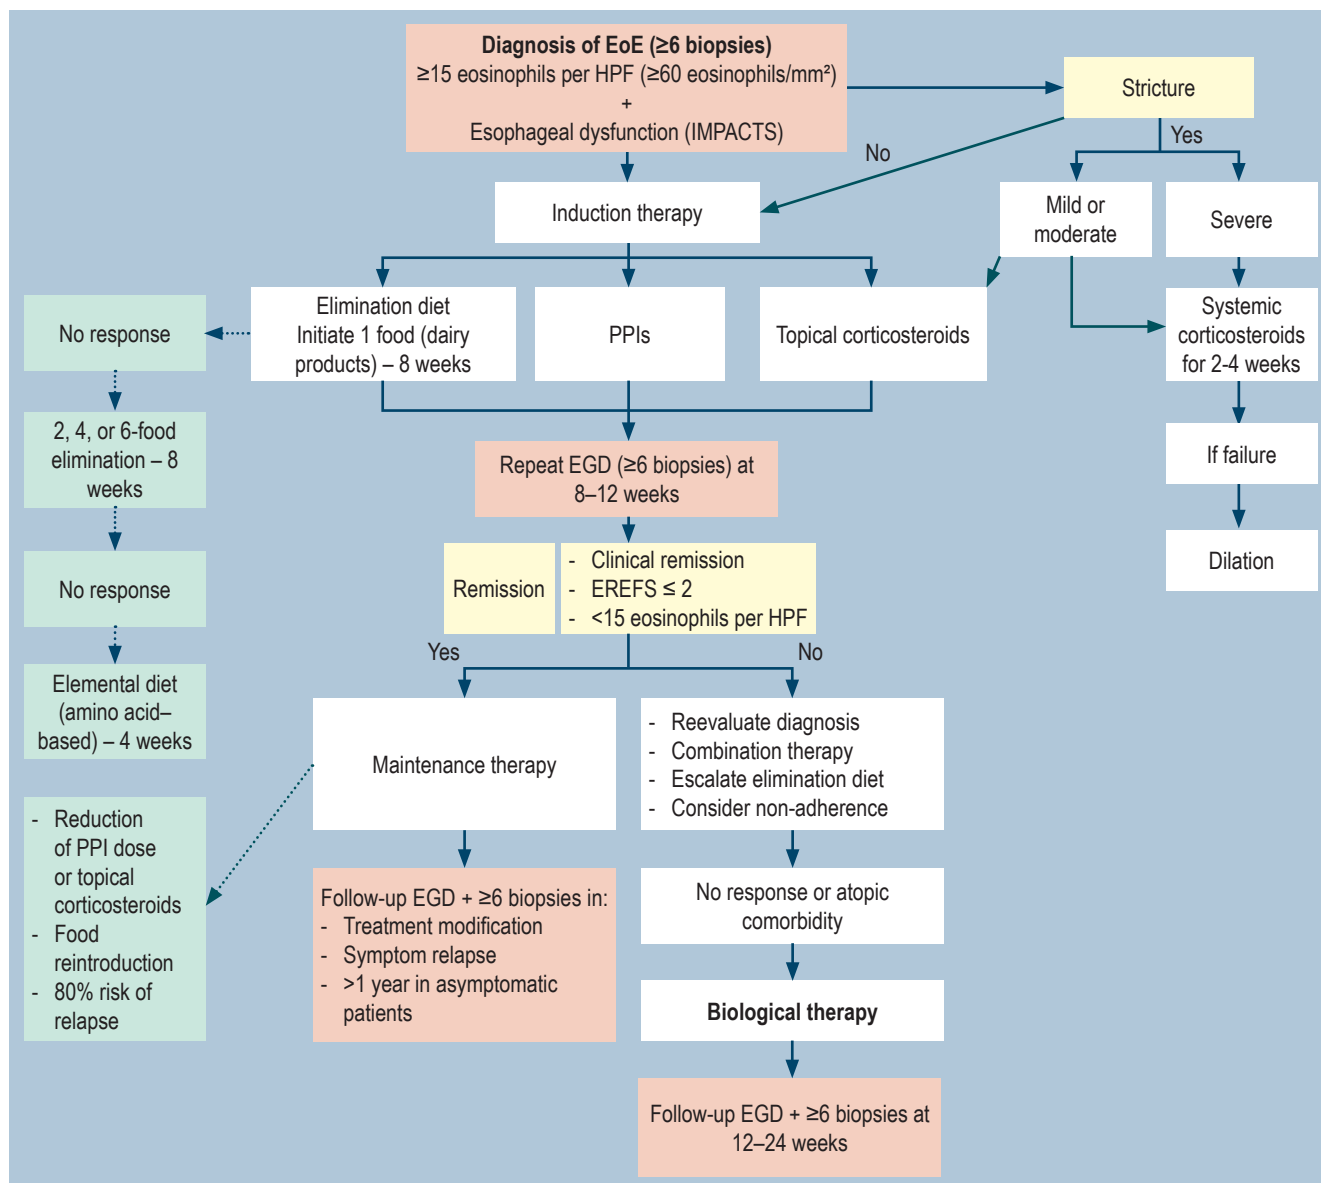 Diagnosis of EoE (≥6 biopsies)
≥15 eosinophils per HPF (≥60 eosinophils/mm²)
+
Esophageal dysfunction (IMPACTS)
Stricture
No
Yes
Induction therapy
Mild or
moderate
Severe
No response
Elimination diet
Initiate 1 food (dairy
products) – 8 weeks
PPIs
Topical corticosteroids
Systemic
corticosteroids
for 2-4 weeks
2, 4, or 6-food
elimination – 8
weeks
Repeat EGD (≥6 biopsies) at
8–12 weeks
If failure
No response
Remission
- Clinical remission
- EREFS ≤ 2
- <15 eosinophils per HPF
Dilation
Yes
No
Elemental diet
(amino acid–
based) – 4 weeks
Maintenance therapy
- Reevaluate diagnosis
- Combination therapy
- Escalate elimination diet
- Consider non-adherence
- Reduction
of PPI dose
or topical
corticosteroids
- Food
reintroduction
- 80% risk of
relapse
Follow-up EGD + ≥6 biopsies in:
- Treatment modification
- Symptom relapse
- >1 year in asymptomatic
patients
No response or atopic
comorbidity
Biological therapy
Follow-up EGD + ≥6 biopsies at
12–24 weeks